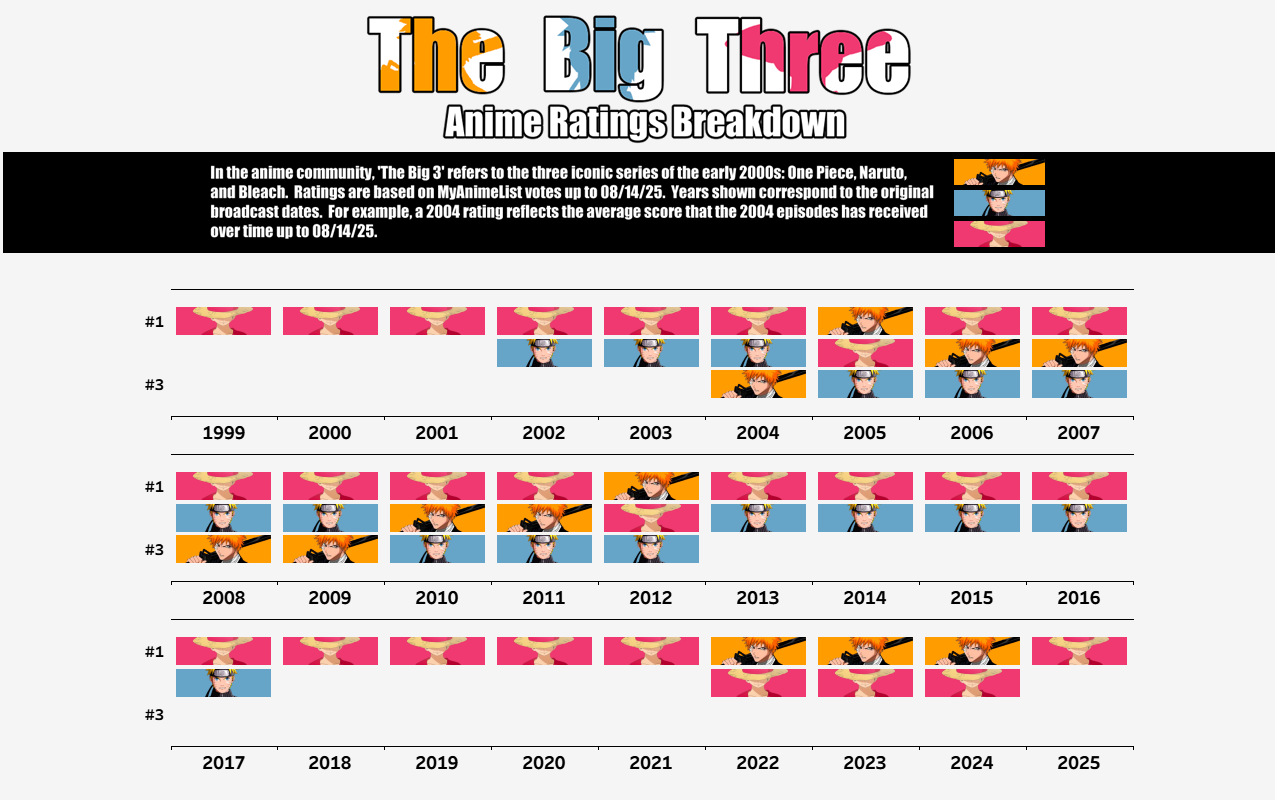 The Big Three
Anime Ratings Breakdown
In the anime community, 'The Big 3' refers to the three iconic series of the early 2000s: One Piece, Naruto,
and Bleach. Ratings are based on MyAnimeList votes up to 08/14/25. Years shown correspond to the original
broadcast dates. For example, a 2004 rating reflects the average score that the 2004 episodes has received
over time up to 08/14/25.
#1
#3
1999 2000 2001 2002 2003 2004 2005 2006 2007
#1
#3
2008 2009 2010 2011 2012 2013 2014 2015 2016
#1
#3
2017 2018 2019 2020 2021 2022 2023 2024 2025